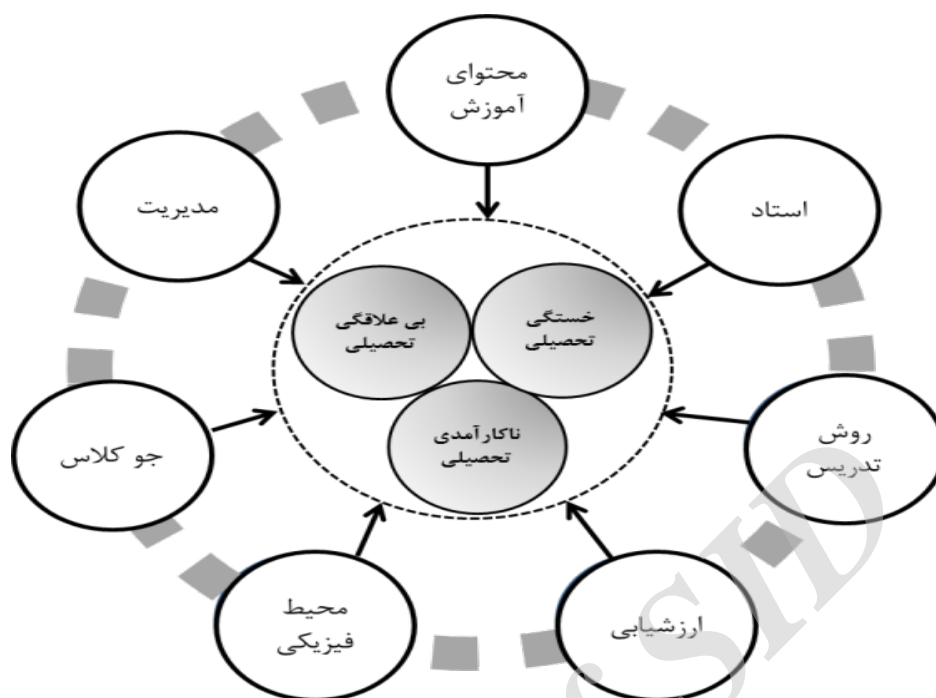 محتوای
آموزش
استاد
مدیریت
خستگی
تحصیلی
بی علاقگی
تحصیلی
ناکارآمدی
تحصیلی
روش
تدریس
جو کلاس
ارزشیابی
محیط
فیزیکی
SID